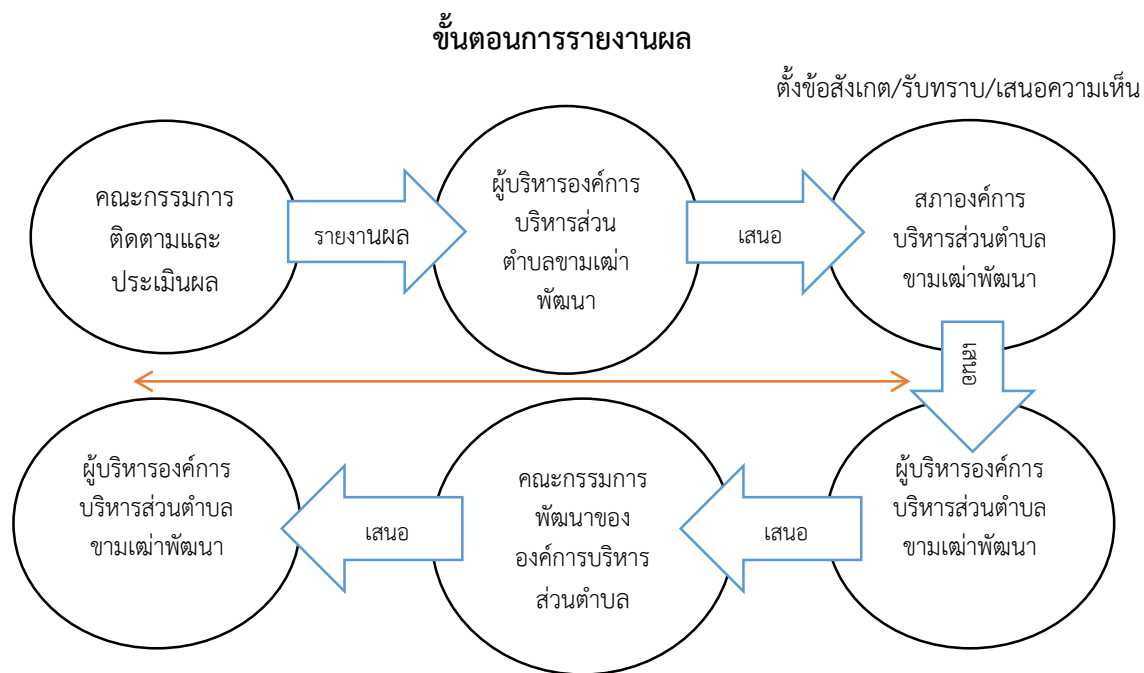 ขั้นตอนการรายงานผล
ตั้งข้อสังเกต/รับทราบ/เสนอความเห็น
คณะกรรมการ
ติดตามและ
ประเมินผล
รายงานผล
ผู้บริหารองค์การ
บริหารส่วน
ตำบลขามเฒ่า
พัฒนา
เสนอ
สภาองค์การ
บริหารส่วนตำบล
ขามเฒ่าพัฒนา
เสนอ
ผู้บริหารองค์การ
บริหารส่วนตำบล
ขามเฒ่าพัฒนา
เสนอ
คณะกรรมการ
พัฒนาของ
องค์การบริหาร
ส่วนตำบล
เสนอ
ผู้บริหารองค์การ
บริหารส่วนตำบล
ขามเฒ่าพัฒนา